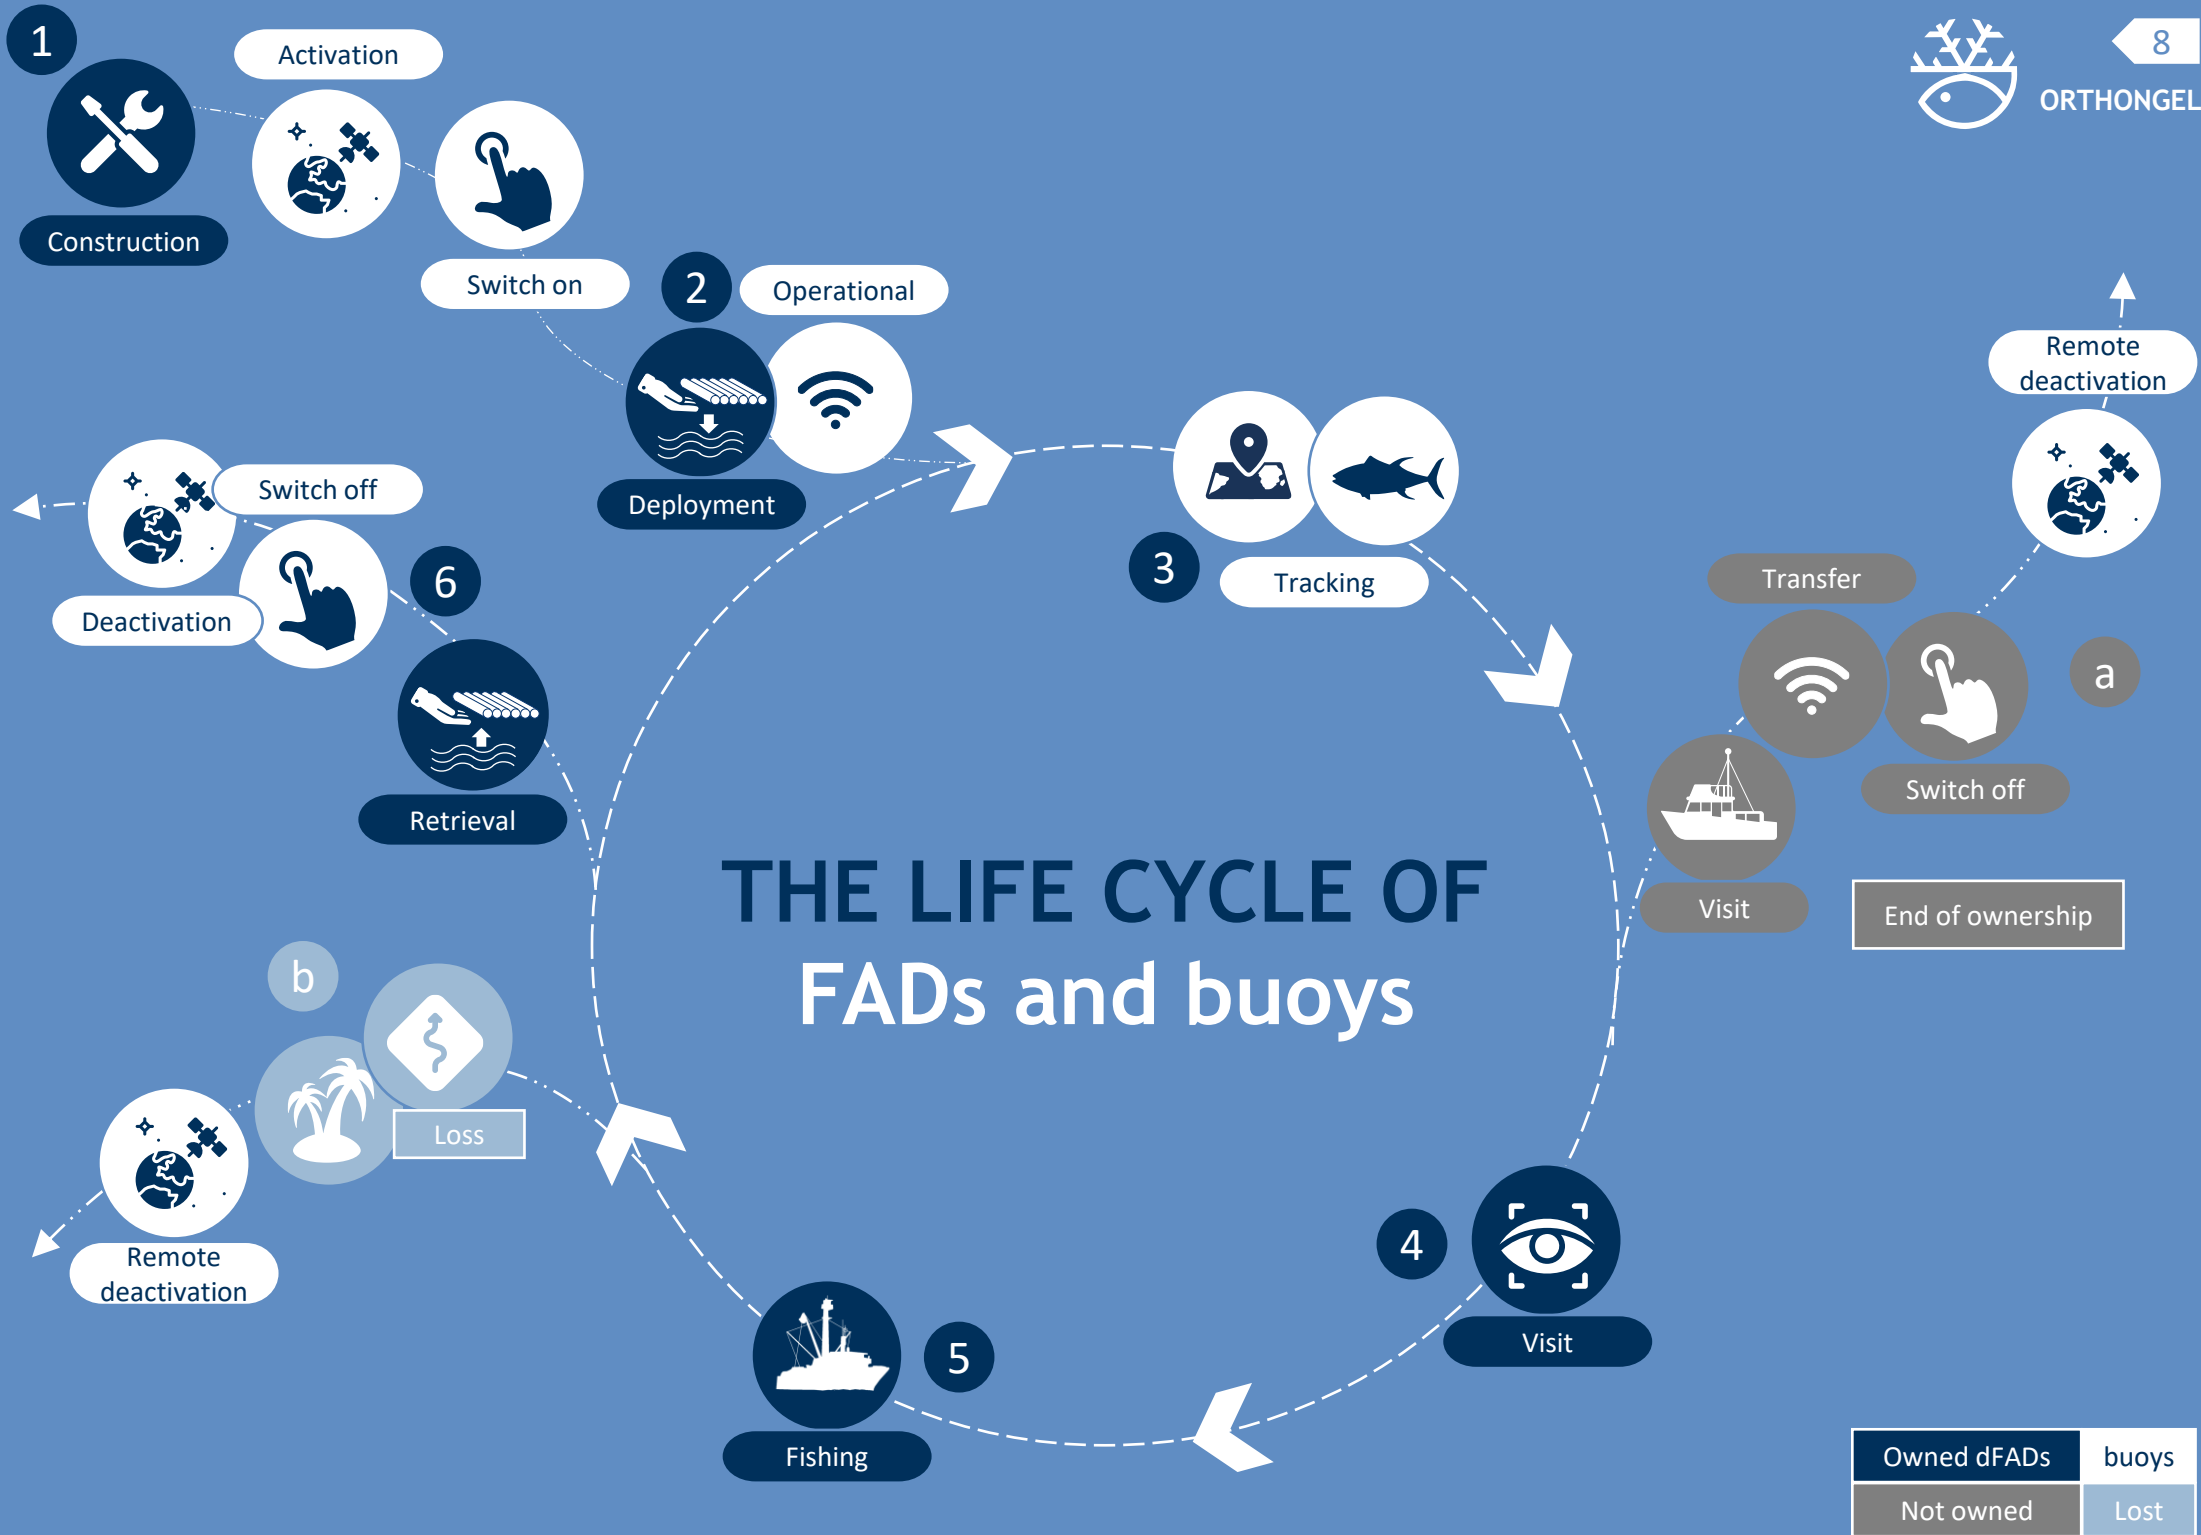 1
Activation
8
ORTHONGEL
Construction
Switch on
2
Operational
Remote
deactivation
Switch off
Deployment
6
3
Tracking
Transfer
Deactivation
a
Switch off
Retrieval
Visit
End of ownership
THE LIFE CYCLE OF
FADs and buoys
b
Loss
Remote
deactivation
4
Visit
5
Fishing
Owned dFADs
buoys
Not owned
Lost